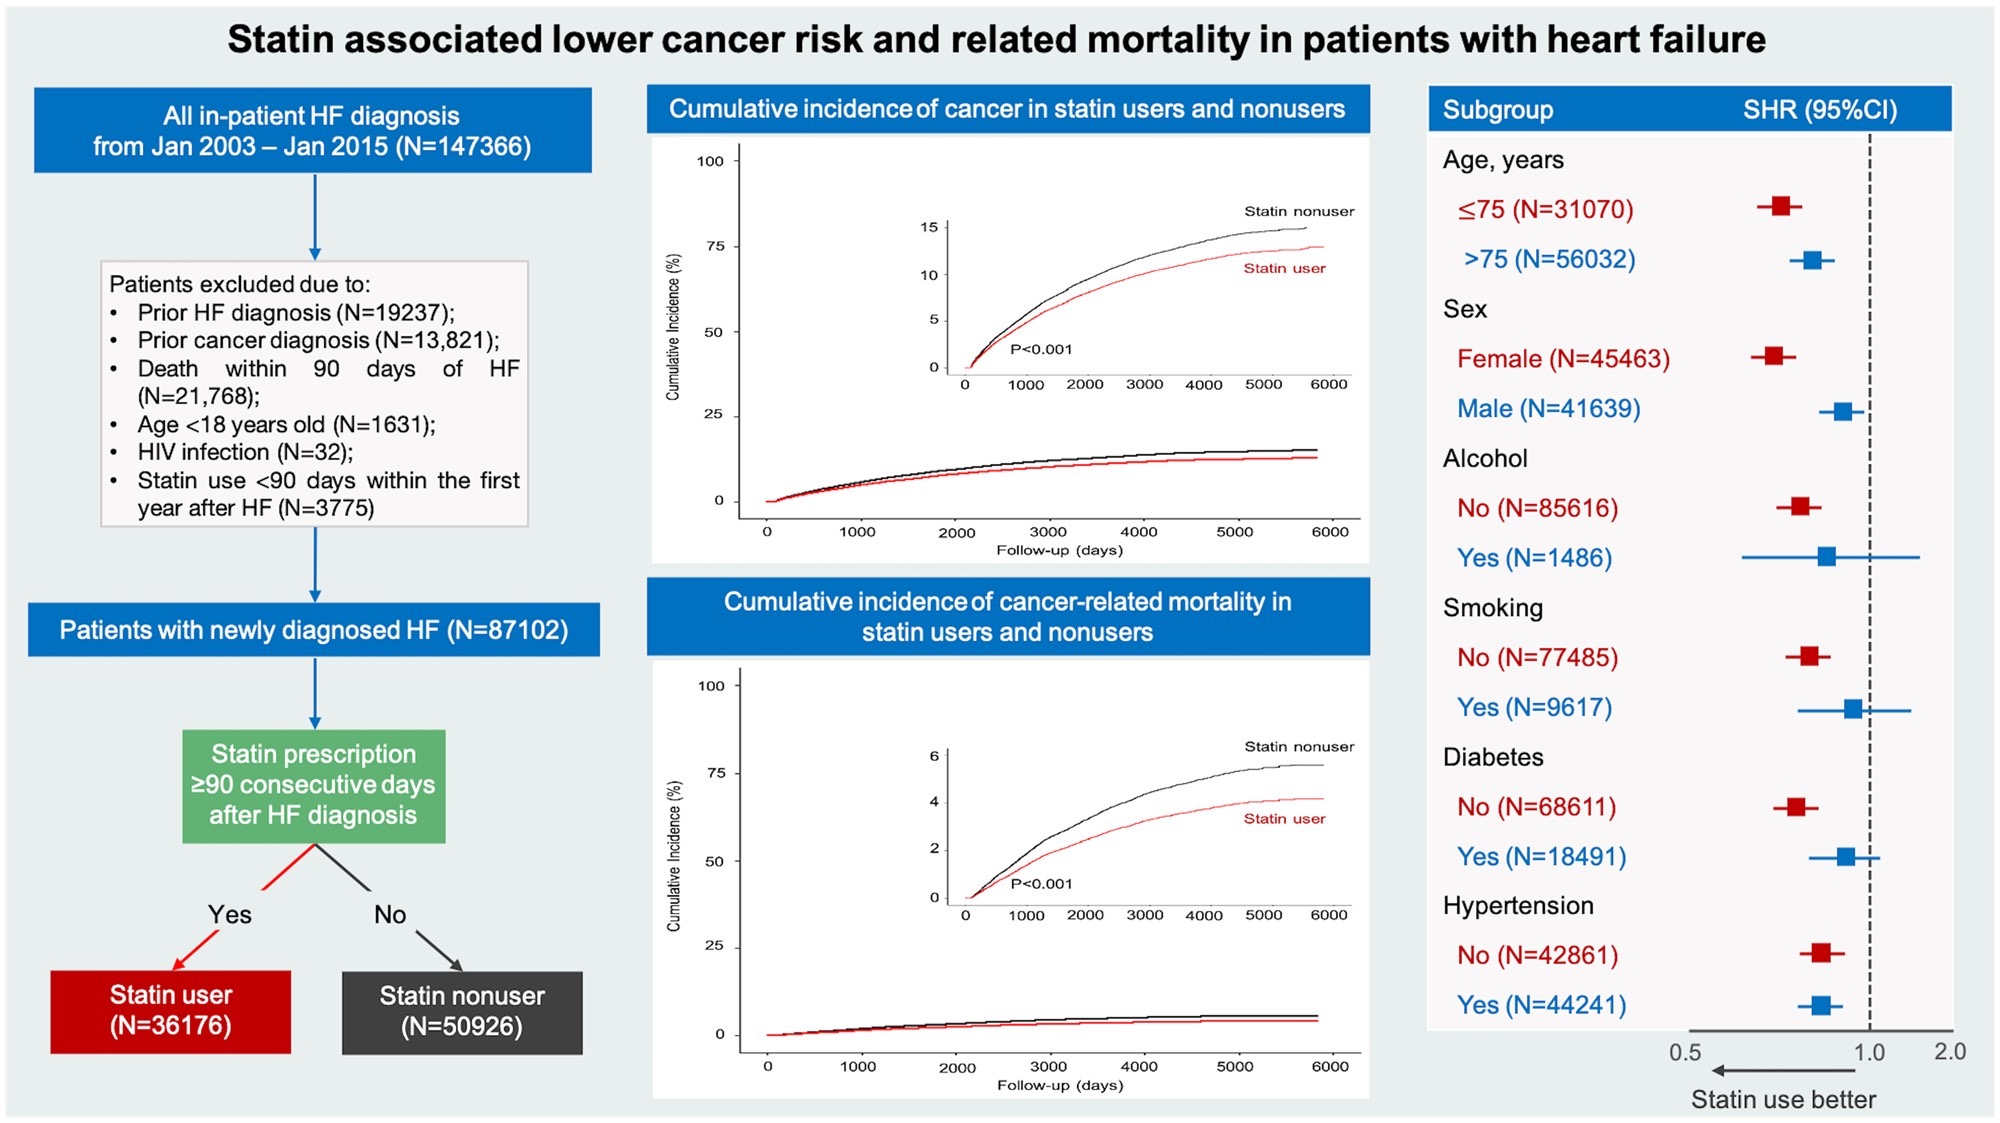 Statin associated lower cancer risk and related mortality in patients with heart failure
All in-patient HF diagnosis
from Jan 2003 – Jan 2015 (N=147366)
Patients excluded due to:
• Prior HF diagnosis (N=19237);
• Prior cancer diagnosis (N=13,821);
• Death within 90 days of HF
(N=21,768);
• Age <18 years old (N=1631);
• HIV infection (N=32);
• Statin use <90 days within the first
year after HF (N=3775)
Patients with newly diagnosed HF (N=87102)
Statin prescription
≥90 consecutive days
after HF diagnosis
Yes
No
Statin user
(N=36176)
Statin nonuser
(N=50926)
Cumulative incidence of cancer in statin users and nonusers
Cumulative Incidence (%)
100
75
50
25
0
0 1000 2000 3000 4000 5000 6000
Follow-up (days)
15
10
5
0
Statin nonuser
Statin user
P<0.001
0 1000 2000 3000 4000 5000 6000
Cumulative incidence of cancer-related mortality in
statin users and nonusers
Cumulative Incidence (%)
100
75
50
25
0
0 1000 2000 3000 4000 5000 6000
Follow-up (days)
6
4
2
0
Statin nonuser
Statin user
P<0.001
0 1000 2000 3000 4000 5000 6000
Subgroup SHR (95%CI)
Age, years
≤75 (N=31070)
>75 (N=56032)
Sex
Female (N=45463)
Male (N=41639)
Alcohol
No (N=85616)
Yes (N=1486)
Smoking
No (N=77485)
Yes (N=9617)
Diabetes
No (N=68611)
Yes (N=18491)
Hypertension
No (N=42861)
Yes (N=44241)
0.5 1.0 2.0
Statin use better